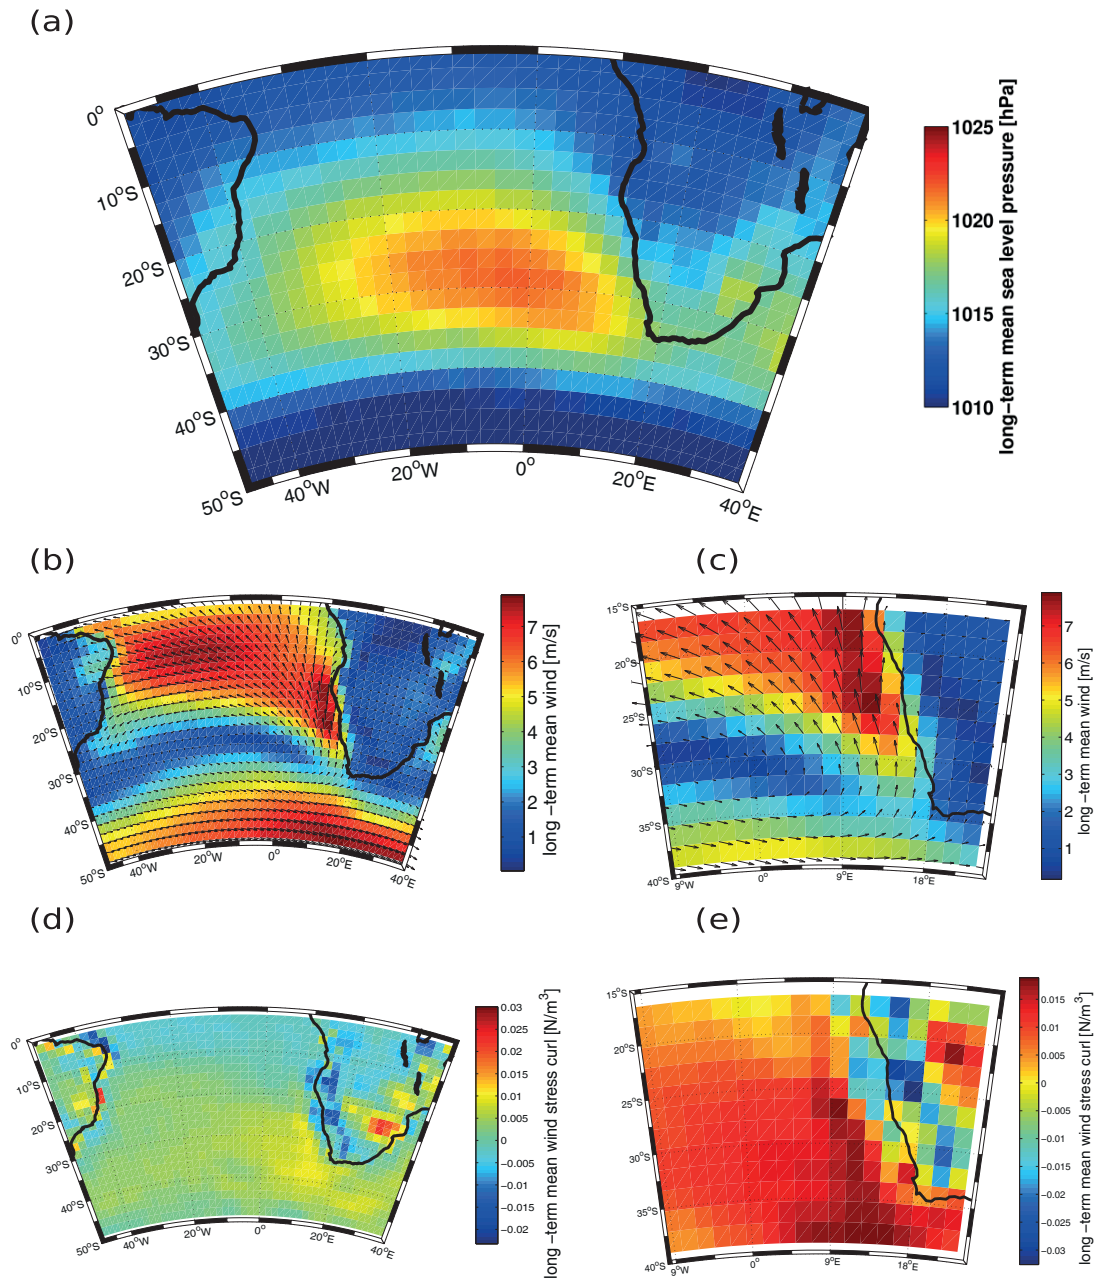 (a)
0°
10°S
20°S
30°S
40°S
50°S
40°W
20°W
0°
20°E
40°E
1025
1020
1015
1010
long-term mean sea level pressure [hPa]
(b)
0°
10°S
20°S
30°S
40°S
50°S
40°W
20°W
0°
20°E
40°E
7
6
5
4
3
2
1
long-term mean wind [m/s]
(c)
15°S
20°S
25°S
30°S
35°S
40°S
9°W
0°
9°E
18°E
7
6
5
4
3
2
1
long-term mean wind [m/s]
(d)
0°
10°S
20°S
30°S
40°S
50°S
40°W
20°W
0°
20°E
40°E
0.03
0.025
0.02
0.015
0.01
0.005
0
-0.005
-0.01
-0.015
-0.02
long-term mean wind stress curl [N/m³]
(e)
15°S
20°S
25°S
30°S
35°S
40°S
9°W
0°
9°E
18°E
0.015
0.01
0.005
0
-0.005
-0.01
-0.015
-0.02
-0.025
-0.03
long-term mean wind stress curl [N/m³]